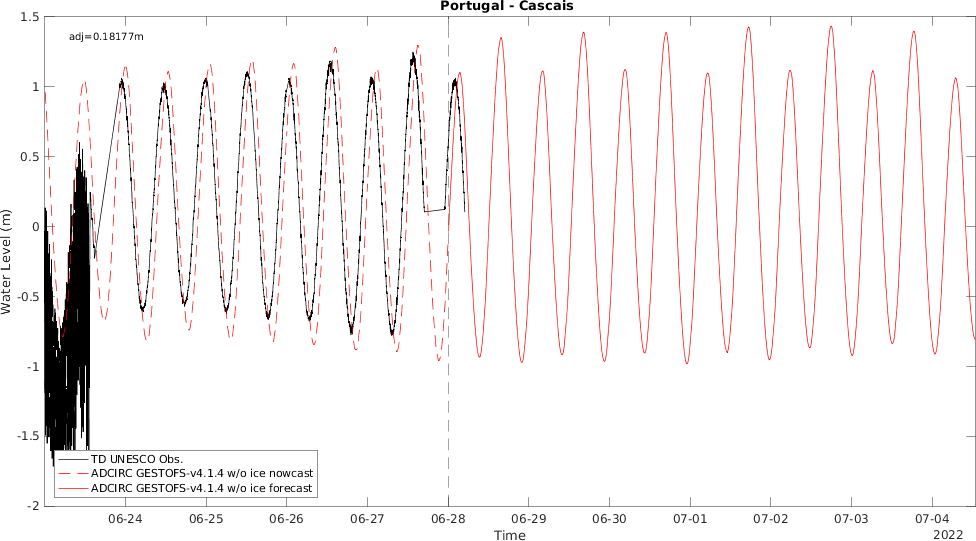 Portugal - Cascais
adj=0.18177m
1.5
1
0.5
0
-0.5
-1
-1.5
-2
Water Level (m)
TD UNESCO Obs.
ADCIRC GESTOFS-v4.1.4 w/o ice nowcast
ADCIRC GESTOFS-v4.1.4 w/o ice forecast
06-24 06-25 06-26 06-27 06-28 06-29 06-30 07-01 07-02 07-03 07-04
Time
2022